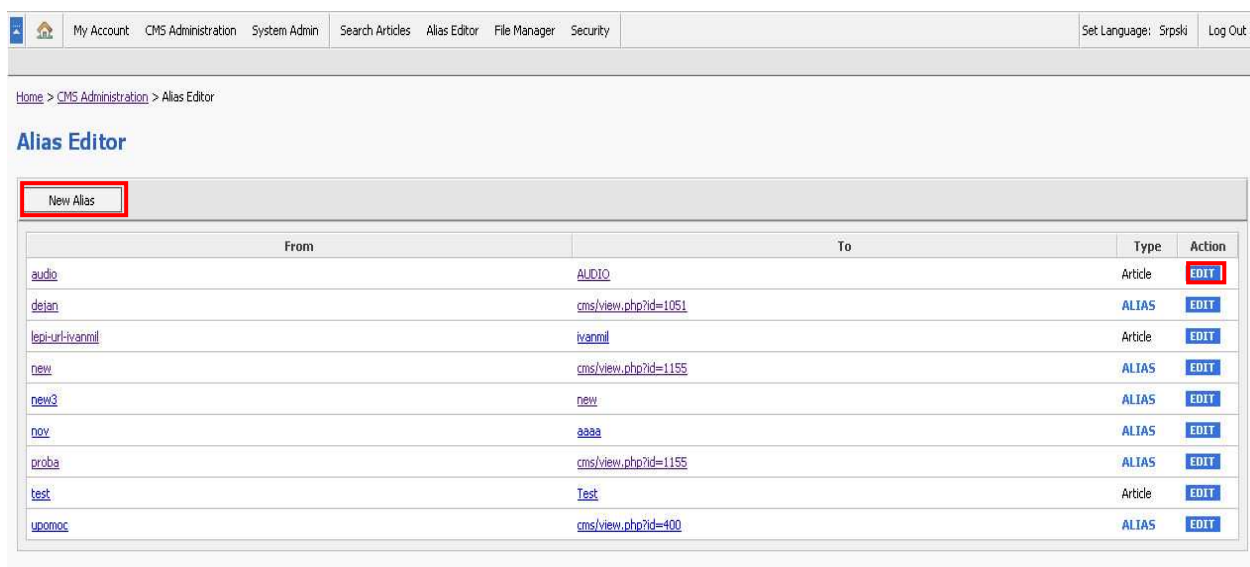 My Account CMS Administration System Admin Search Articles Alias Editor File Manager Security Set Language: Srpski Log Out
Home > CMS Administration > Alias Editor
Alias Editor
New Alias
From To Type Action
audio AUDIO Article EDIT
dejan cms/view.php?id=1051 ALIAS EDIT
lepi-url-ivanmil ivanmil Article EDIT
new cms/view.php?id=1155 ALIAS EDIT
new3 new ALIAS EDIT
nov aaaa ALIAS EDIT
proba cms/view.php?id=1155 ALIAS EDIT
test Test Article EDIT
upomoc cms/view.php?id=400 ALIAS EDIT